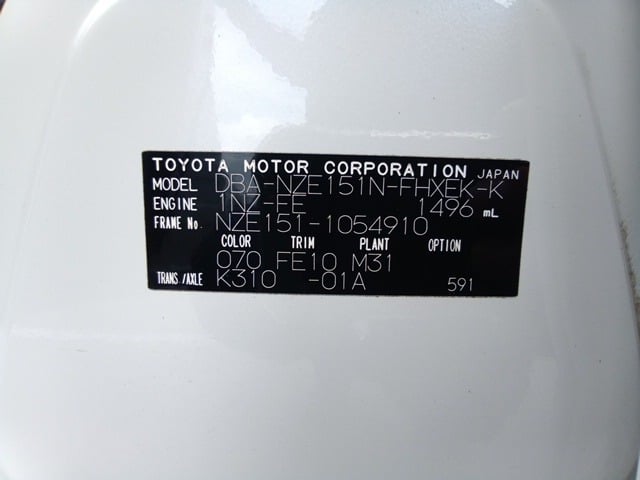 TOYOTA MOTOR CORPORATION JAPAN
MODEL DBA-NZE151N-FHXEK-K
ENGINE 1NZ-FE 1496 mL
FRAME No. NZE151-1054910
COLOR TRIM PLANT OPTION
070 FE10 M31
TRANS./AXLE K310 -01A 591